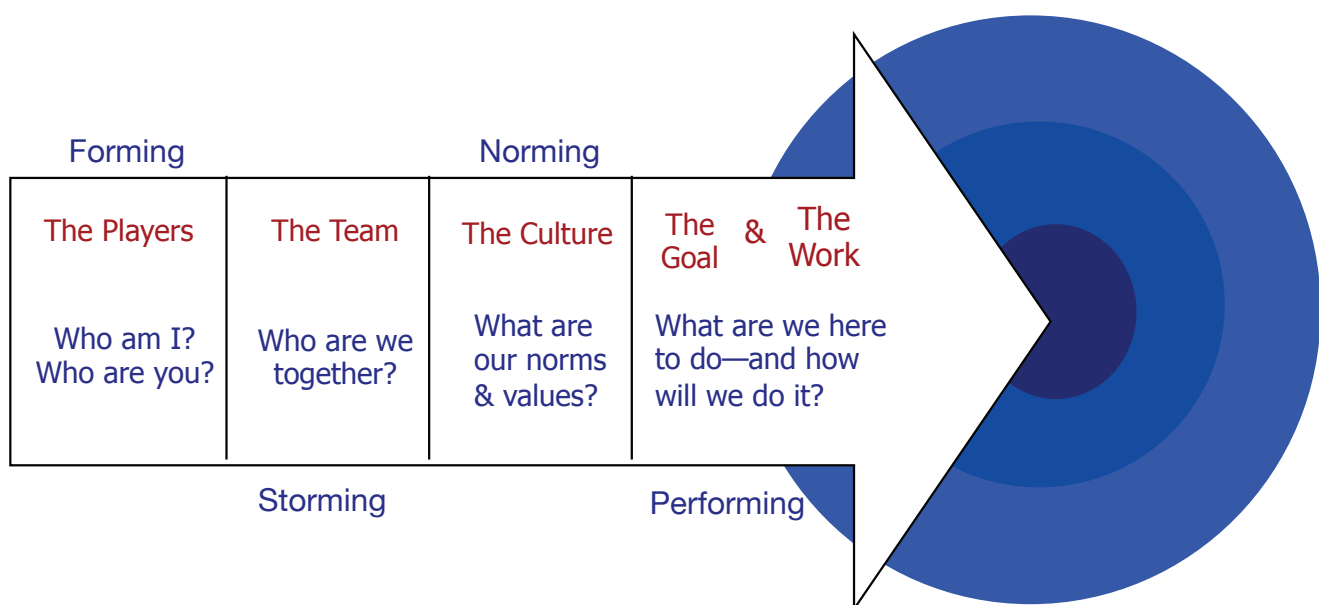 Forming
Norming
The Players
Who am I?
Who are you?
The Team
Who are we
together?
The Culture
What are
our norms
& values?
The
Goal
&
The
Work
What are we here
to do—and how
will we do it?
Storming
Performing